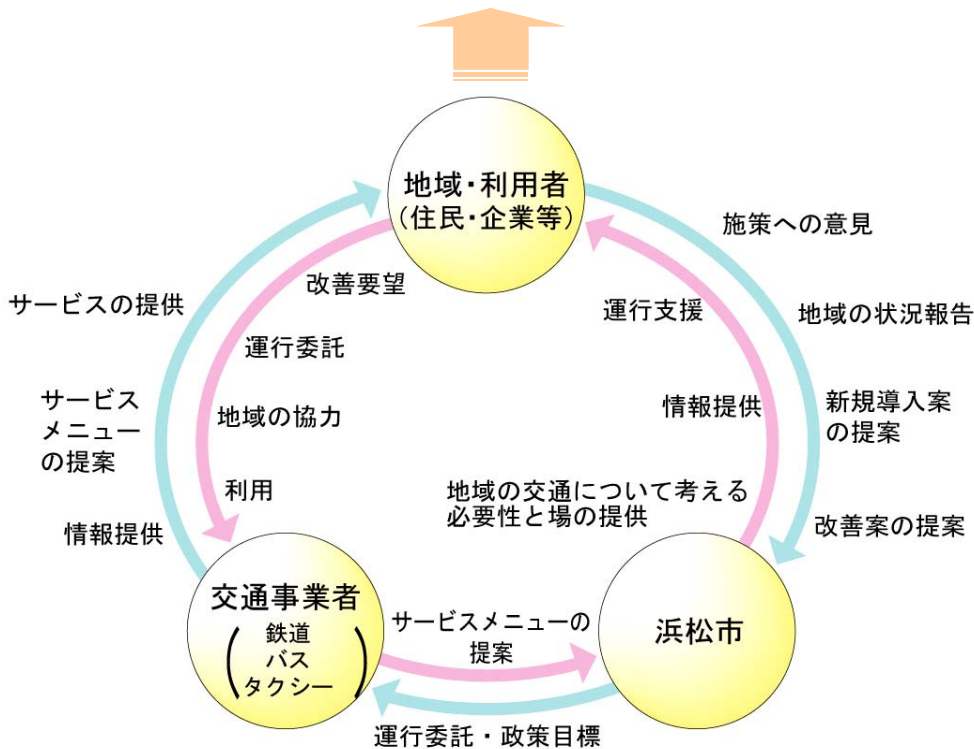 地域・利用者
（住民・企業等）
施策への意見
改善要望
サービスの提供
運行支援
地域の状況報告
運行委託
サービス
メニュー
の提案
地域の協力
情報提供
新規導入案
の提案
利用
地域の交通について考える
必要性と場の提供
情報提供
改善案の提案
交通事業者
鉄道
バス
タクシー
サービスメニューの
提案
浜松市
運行委託・政策目標